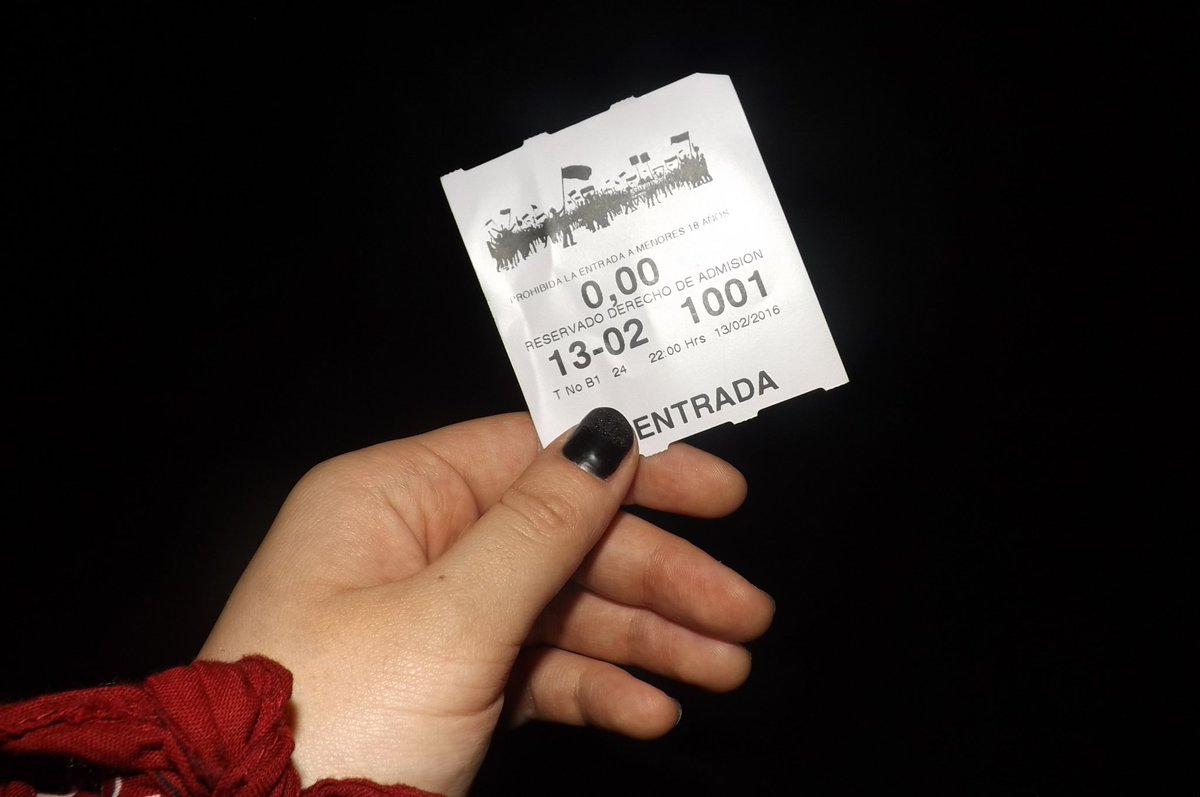 PROHIBIDA LA ENTRADA A MENORES 18 AÑOS
0,00
RESERVADO DERECHO DE ADMISION
13-02 1001
T No B1 24 22:00 Hrs 13/02/2016
ENTRADA